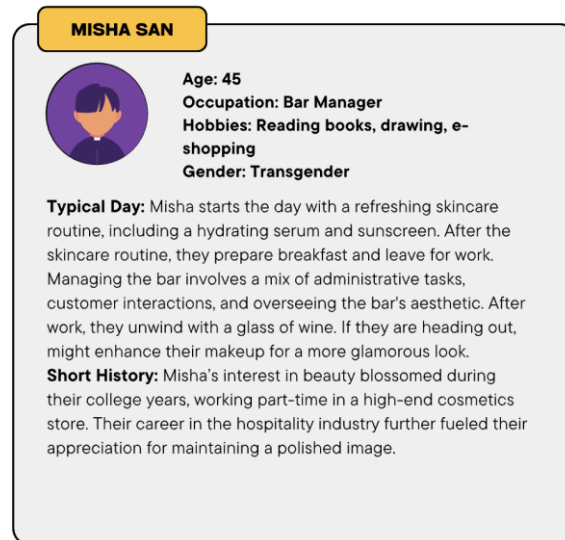 MISHA SAN
Age: 45
Occupation: Bar Manager
Hobbies: Reading books, drawing, e-
shopping
Gender: Transgender
Typical Day: Misha starts the day with a refreshing skincare
routine, including a hydrating serum and sunscreen. After the
skincare routine, they prepare breakfast and leave for work.
Managing the bar involves a mix of administrative tasks,
customer interactions, and overseeing the bar's aesthetic. After
work, they unwind with a glass of wine. If they are heading out,
might enhance their makeup for a more glamorous look.
Short History: Misha’s interest in beauty blossomed during
their college years, working part-time in a high-end cosmetics
store. Their career in the hospitality industry further fueled their
appreciation for maintaining a polished image.